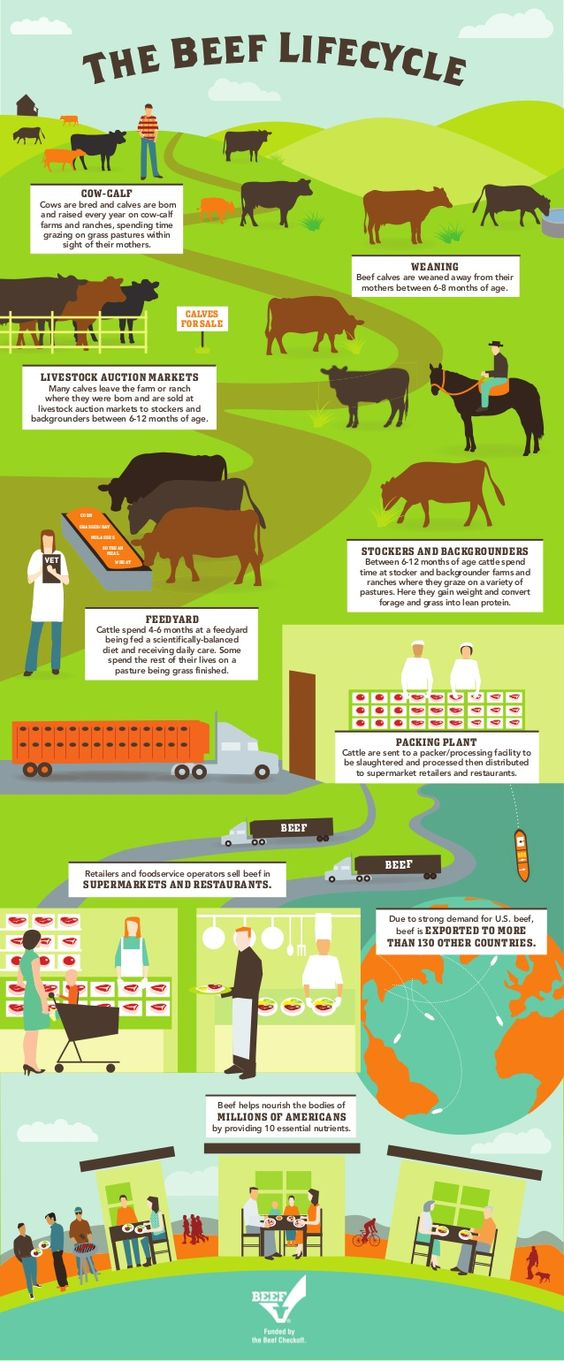 THE BEEF LIFECYCLE
COW-CALF
Cows are bred and calves are born
and raised every year on cow-calf
farms and ranches, spending time
grazing on grass pastures within
sight of their mothers.
WEANING
Beef calves are weaned away from their
mothers between 6-8 months of age.
CALVES
FOR SALE
LIVESTOCK AUCTION MARKETS
Many calves leave the farm or ranch
where they were born and are sold at
livestock auction markets to stockers and
backgrounders between 6-12 months of age.
STOCKERS AND BACKGROUNDERS
Between 6-12 months of age cattle spend
time at stocker and backgrounder farms and
ranches where they graze on a variety of
pastures. Here they gain weight and convert
forage and grass into lean protein.
CORN
MOLASSES
SOYBEAN
MEAL
WHEAT
VET
FEEDYARD
Cattle spend 4-6 months at a feedyard
being fed a scientifically-balanced
diet and receiving daily care. Some
spend the rest of their lives on a
pasture being grass finished.
PACKING PLANT
Cattle are sent to a packer/processing facility to
be slaughtered and processed then distributed
to supermarket retailers and restaurants.
BEEF
BEEF
Retailers and foodservice operators sell beef in
SUPERMARKETS AND RESTAURANTS.
Due to strong demand for U.S. beef,
beef is EXPORTED TO MORE
THAN 130 OTHER COUNTRIES.
Beef helps nourish the bodies of
MILLIONS OF AMERICANS
by providing 10 essential nutrients.
BEEF
Funded by
the Beef Checkoff.